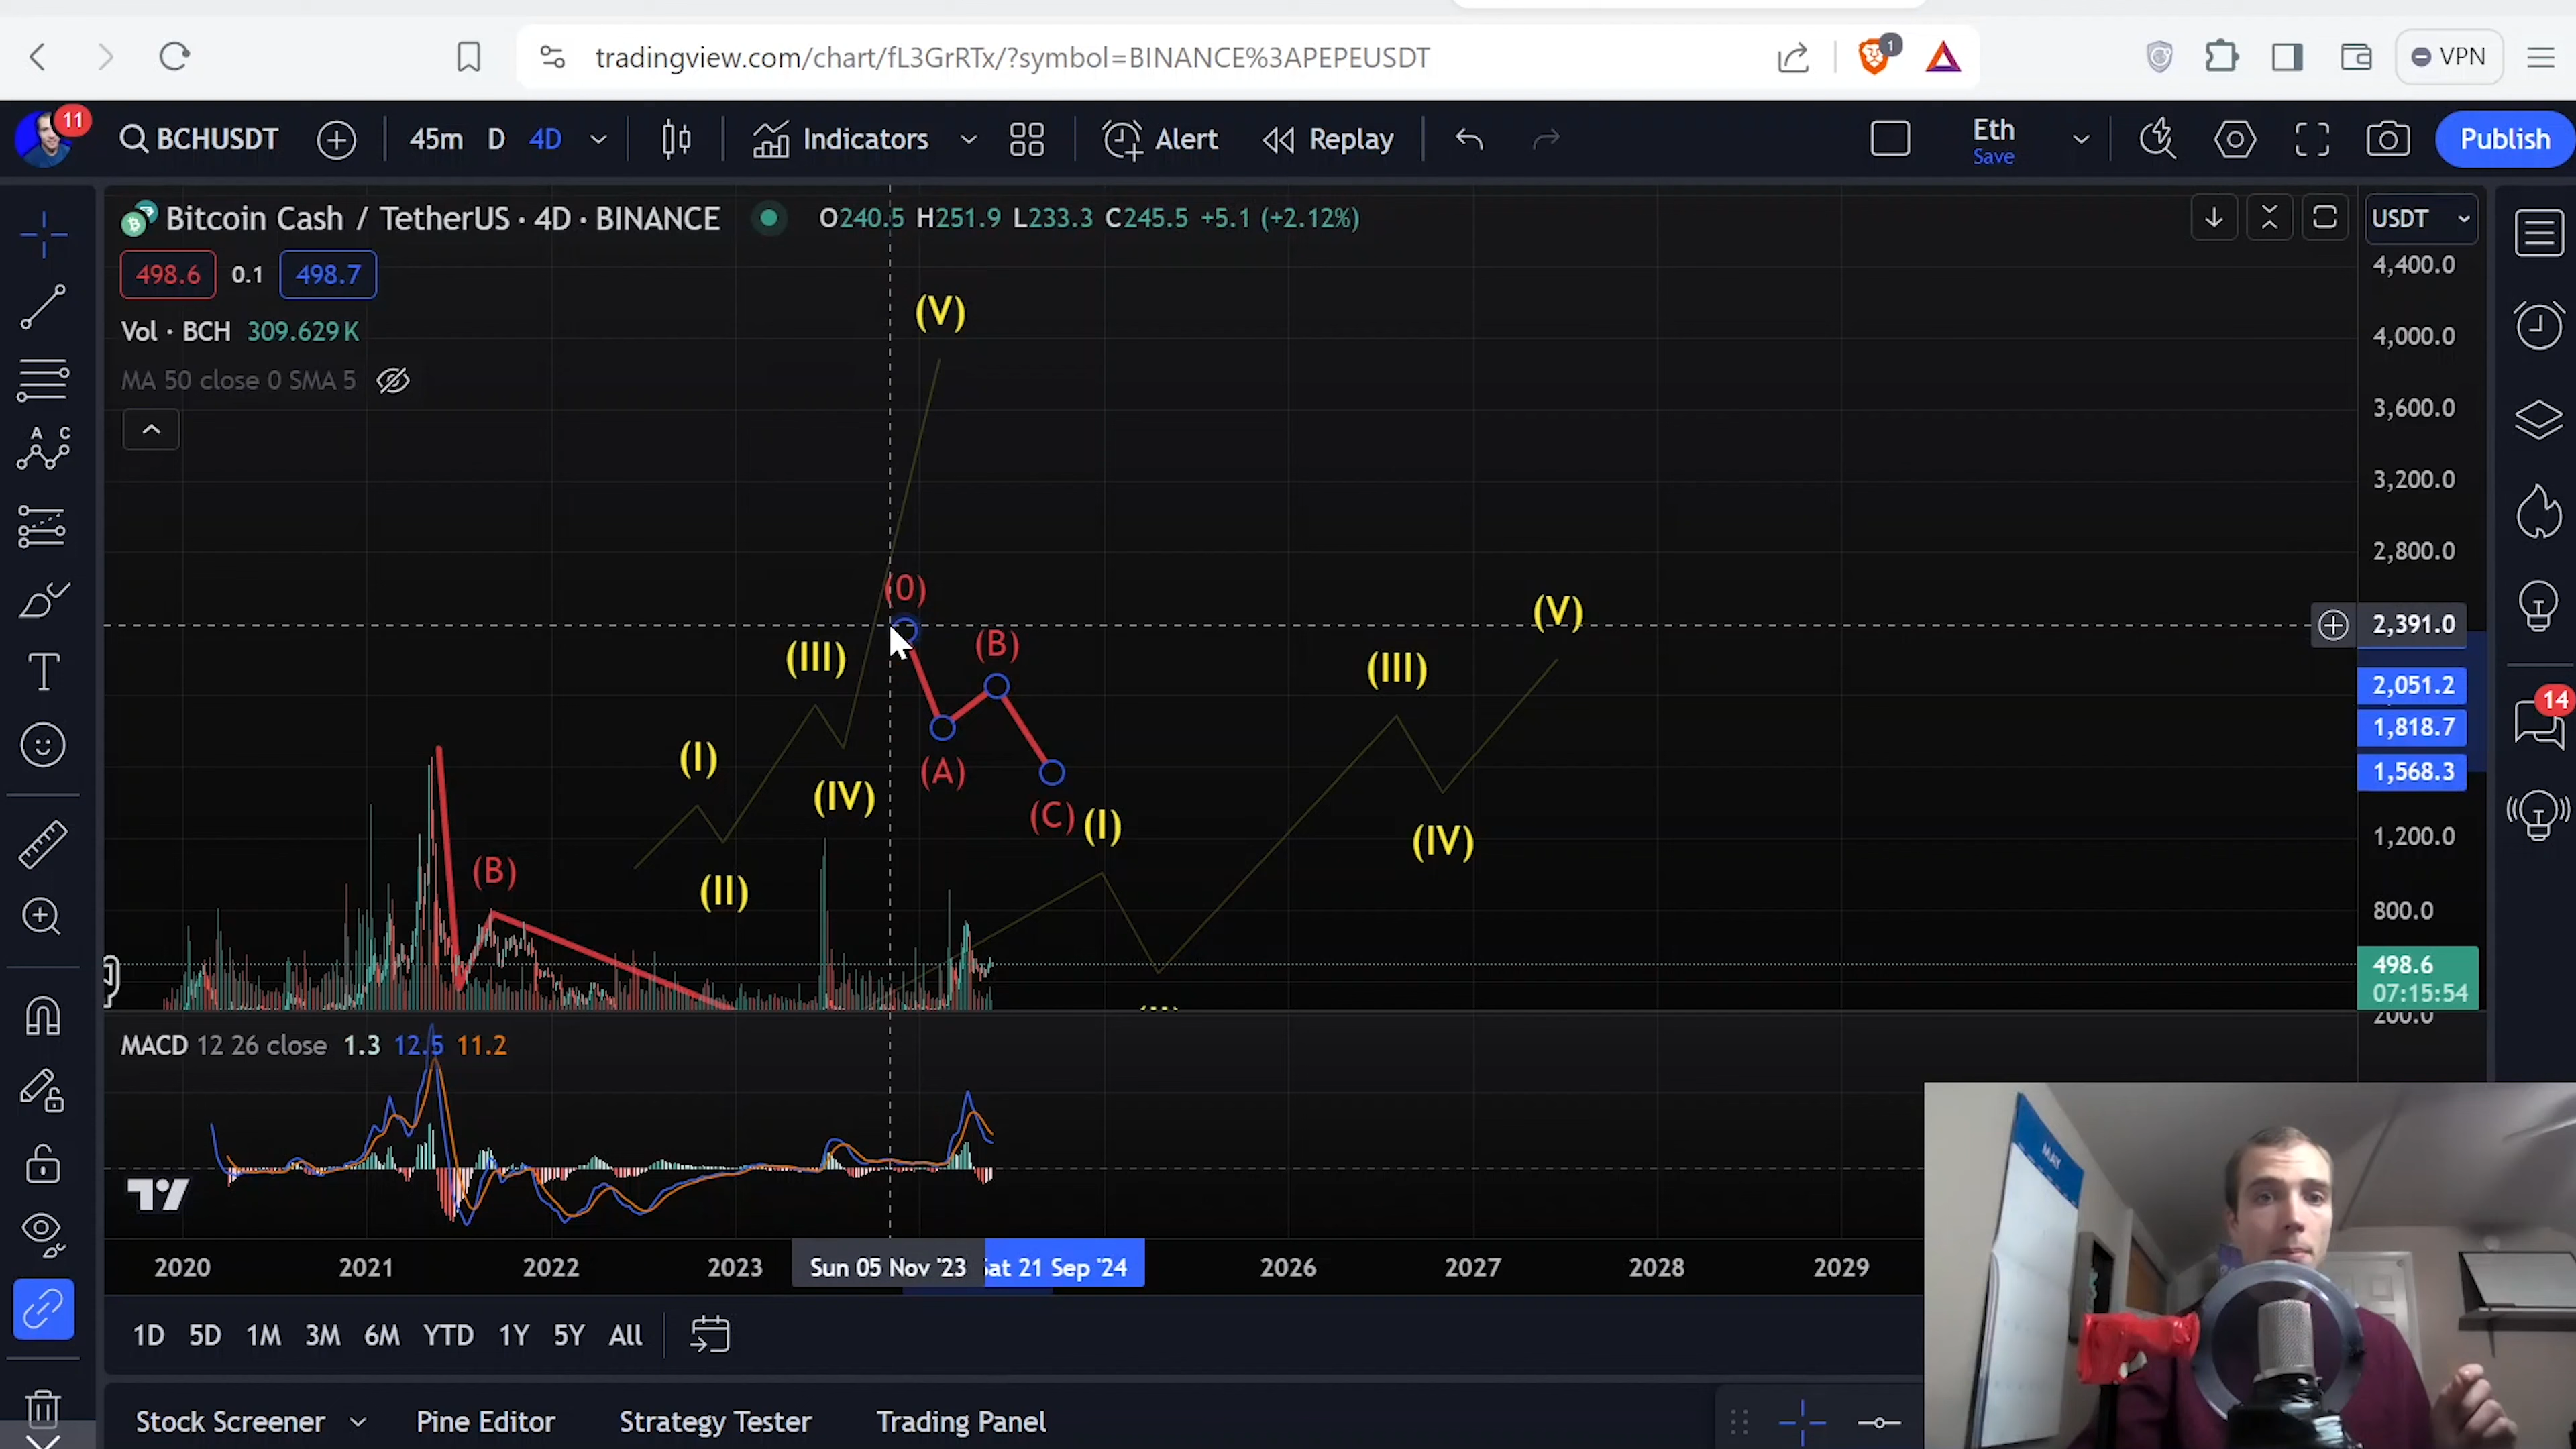 tradingview.com/chart/fL3GrRTx/?symbol=BINANCE%3APEPEUSDT
1
VPN
11
BCHUSDT
45m D 4D
Indicators
Alert
Replay
Eth
Save
Publish
Bitcoin Cash / TetherUS · 4D · BINANCE
O240.5 H251.9 L233.3 C245.5 +5.1 (+2.12%)
USDT
498.6 0.1 498.7
Vol · BCH 309.629K
MA 50 close 0 SMA 5
4,400.0
4,000.0
3,600.0
3,200.0
2,800.0
2,391.0
2,051.2
1,818.7
1,568.3
1,200.0
800.0
498.6
07:15:54
200.0
(V)
(0)
(III)
(B)
(I)
(IV)
(A)
(II)
(C)
(I)
(III)
(V)
(IV)
(B)
A C
T
14
MACD 12 26 close 1.3 12.5 11.2
2020 2021 2022 2023 Sun 05 Nov '23 Sat 21 Sep '24 2026 2027 2028 2029
1D 5D 1M 3M 6M YTD 1Y 5Y All
Stock Screener
Pine Editor
Strategy Tester
Trading Panel
MAY